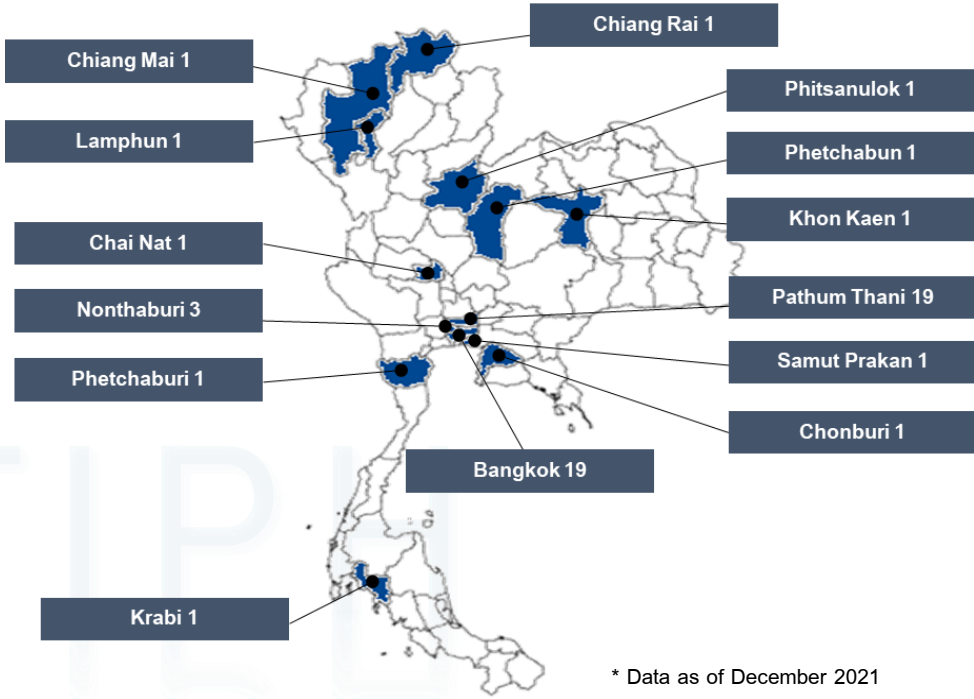 Chiang Rai 1
Chiang Mai 1
Phitsanulok 1
Lamphun 1
Phetchabun 1
Khon Kaen 1
Chai Nat 1
Nonthaburi 3
Pathum Thani 19
Samut Prakan 1
Phetchaburi 1
Chonburi 1
Bangkok 19
Krabi 1
* Data as of December 2021